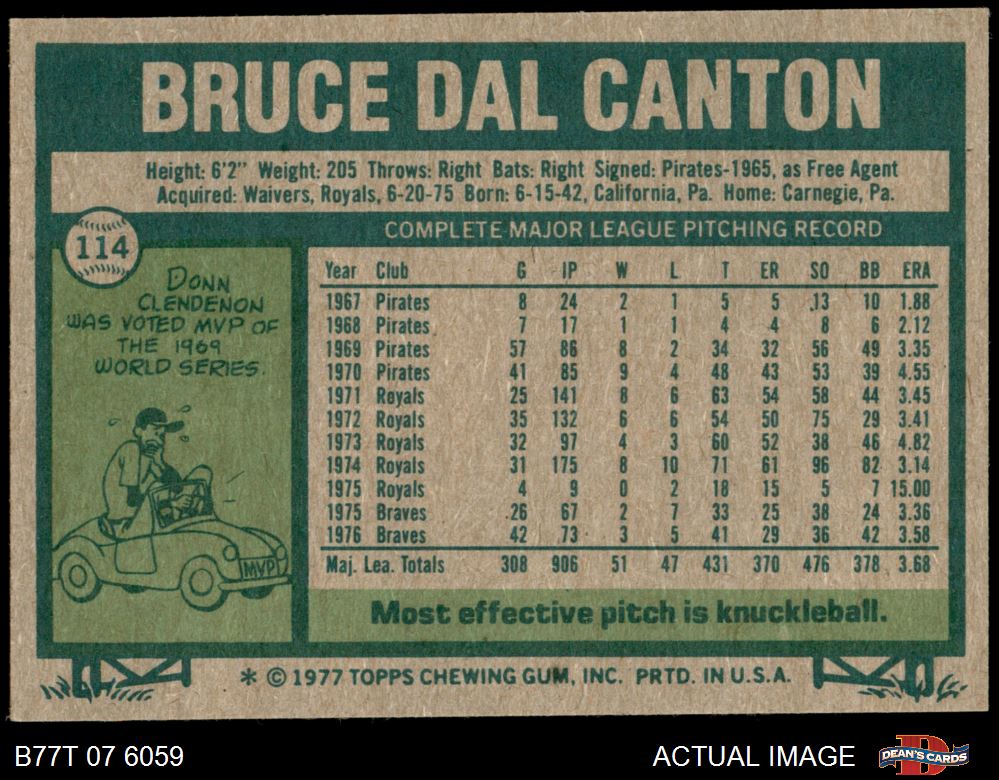 BRUCE DAL CANTON
Height: 6'2" Weight: 205 Throws: Right Bats: Right Signed: Pirates-1965, as Free Agent
Acquired: Waivers, Royals, 6-20-75 Born: 6-15-42, California, Pa. Home: Carnegie, Pa.
114
DONN
CLENDENON
WAS VOTED MVP OF
THE 1969
WORLD SERIES.
MVP
COMPLETE MAJOR LEAGUE PITCHING RECORD
Year Club G IP W L T ER SO BB ERA
1967 Pirates 8 24 2 1 5 5 13 10 1.88
1968 Pirates 7 17 1 1 4 4 8 6 2.12
1969 Pirates 57 86 8 2 34 32 56 49 3.35
1970 Pirates 41 85 9 4 48 43 53 39 4.55
1971 Royals 25 141 8 6 63 54 58 44 3.45
1972 Royals 35 132 6 6 54 50 75 29 3.41
1973 Royals 32 97 4 3 60 52 38 46 4.82
1974 Royals 31 175 8 10 71 61 96 82 3.14
1975 Royals 4 9 0 2 18 15 5 7 15.00
1975 Braves 26 67 2 7 33 25 38 24 3.36
1976 Braves 42 73 3 5 41 29 36 42 3.58
Maj. Lea. Totals 308 906 51 47 431 370 476 378 3.68
Most effective pitch is knuckleball.
* © 1977 TOPPS CHEWING GUM, INC. PRTD. IN U.S.A.
B77T 07 6059
ACTUAL IMAGE
DEAN'S CARDS